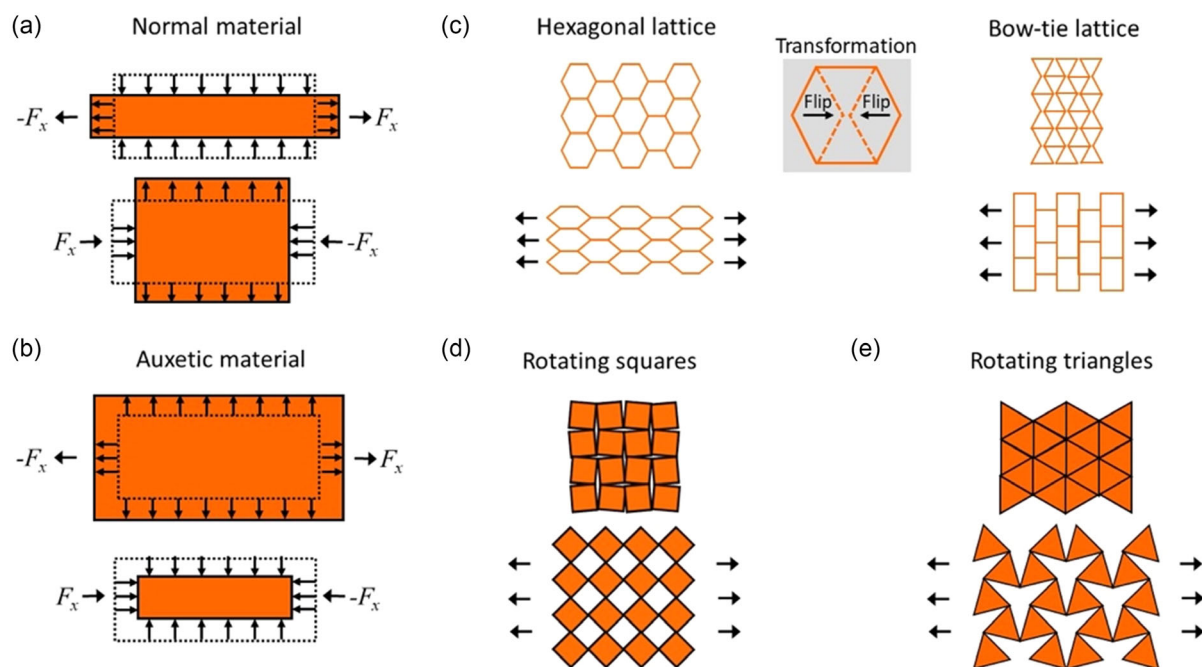 (a)
Normal material
-Fₓ
Fₓ
Fₓ
-Fₓ
(b)
Auxetic material
-Fₓ
Fₓ
Fₓ
-Fₓ
(c)
Hexagonal lattice
Transformation
Flip Flip
Bow-tie lattice
(d)
Rotating squares
(e)
Rotating triangles